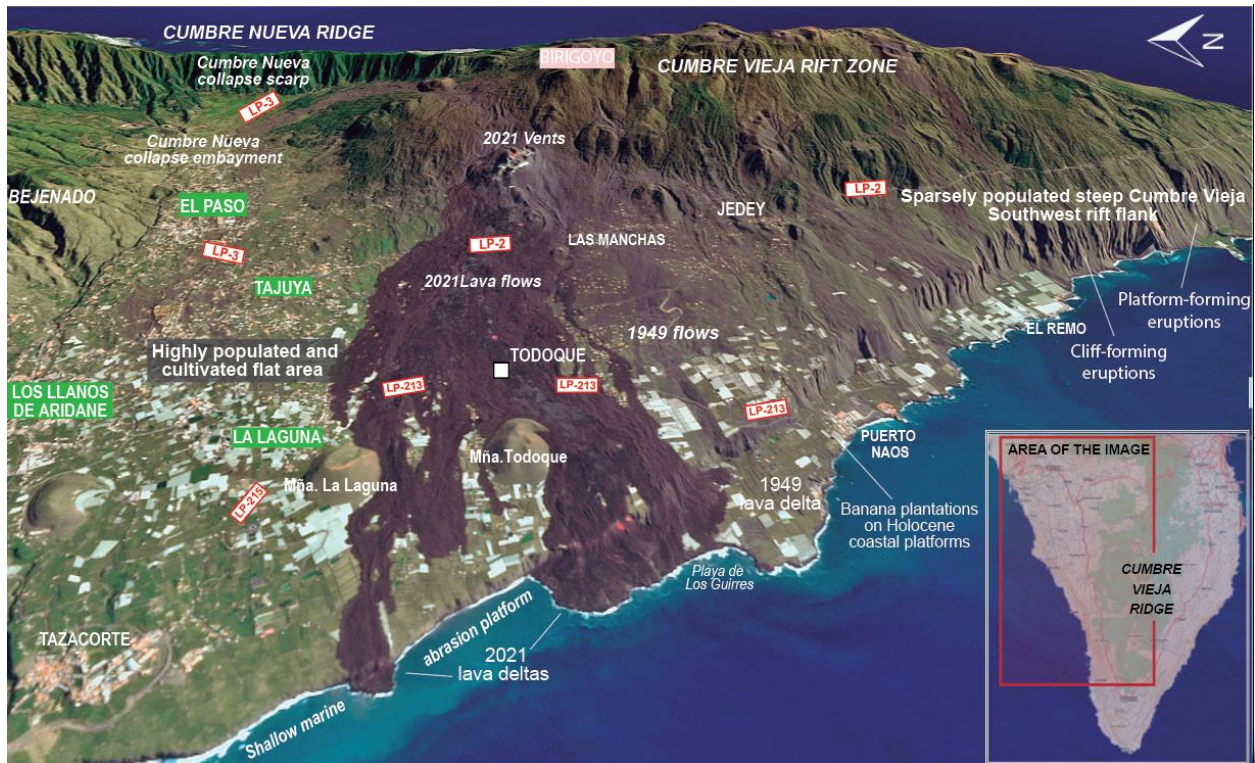 CUMBRE NUEVA RIDGE
Cumbre Nueva
collapse scarp
BIRIGOYO
CUMBRE VIEJA RIFT ZONE
N
LP-3
Cumbre Nueva
collapse embayment
2021 Vents
BEJENADO
EL PASO
LP-2
JEDEY
Sparsely populated steep Cumbre Vieja
Southwest rift flank
LP-3
LP-2
LAS MANCHAS
TAJUYA
2021Lava flows
Platform-forming
eruptions
1949 flows
EL REMO
Cliff-forming
eruptions
Highly populated and
cultivated flat area
TODOQUE
LOS LLANOS
DE ARIDANE
LP-213
LP-213
LP-213
LA LAGUNA
Mña.Todoque
PUERTO
NAOS
Mña. La Laguna
1949
lava delta
LP-215
Banana plantations
on Holocene
coastal platforms
AREA OF THE IMAGE
CUMBRE
VIEJA
RIDGE
Playa de
Los Guirres
TAZACORTE
abrasion platform
2021
lava deltas
Shallow marine